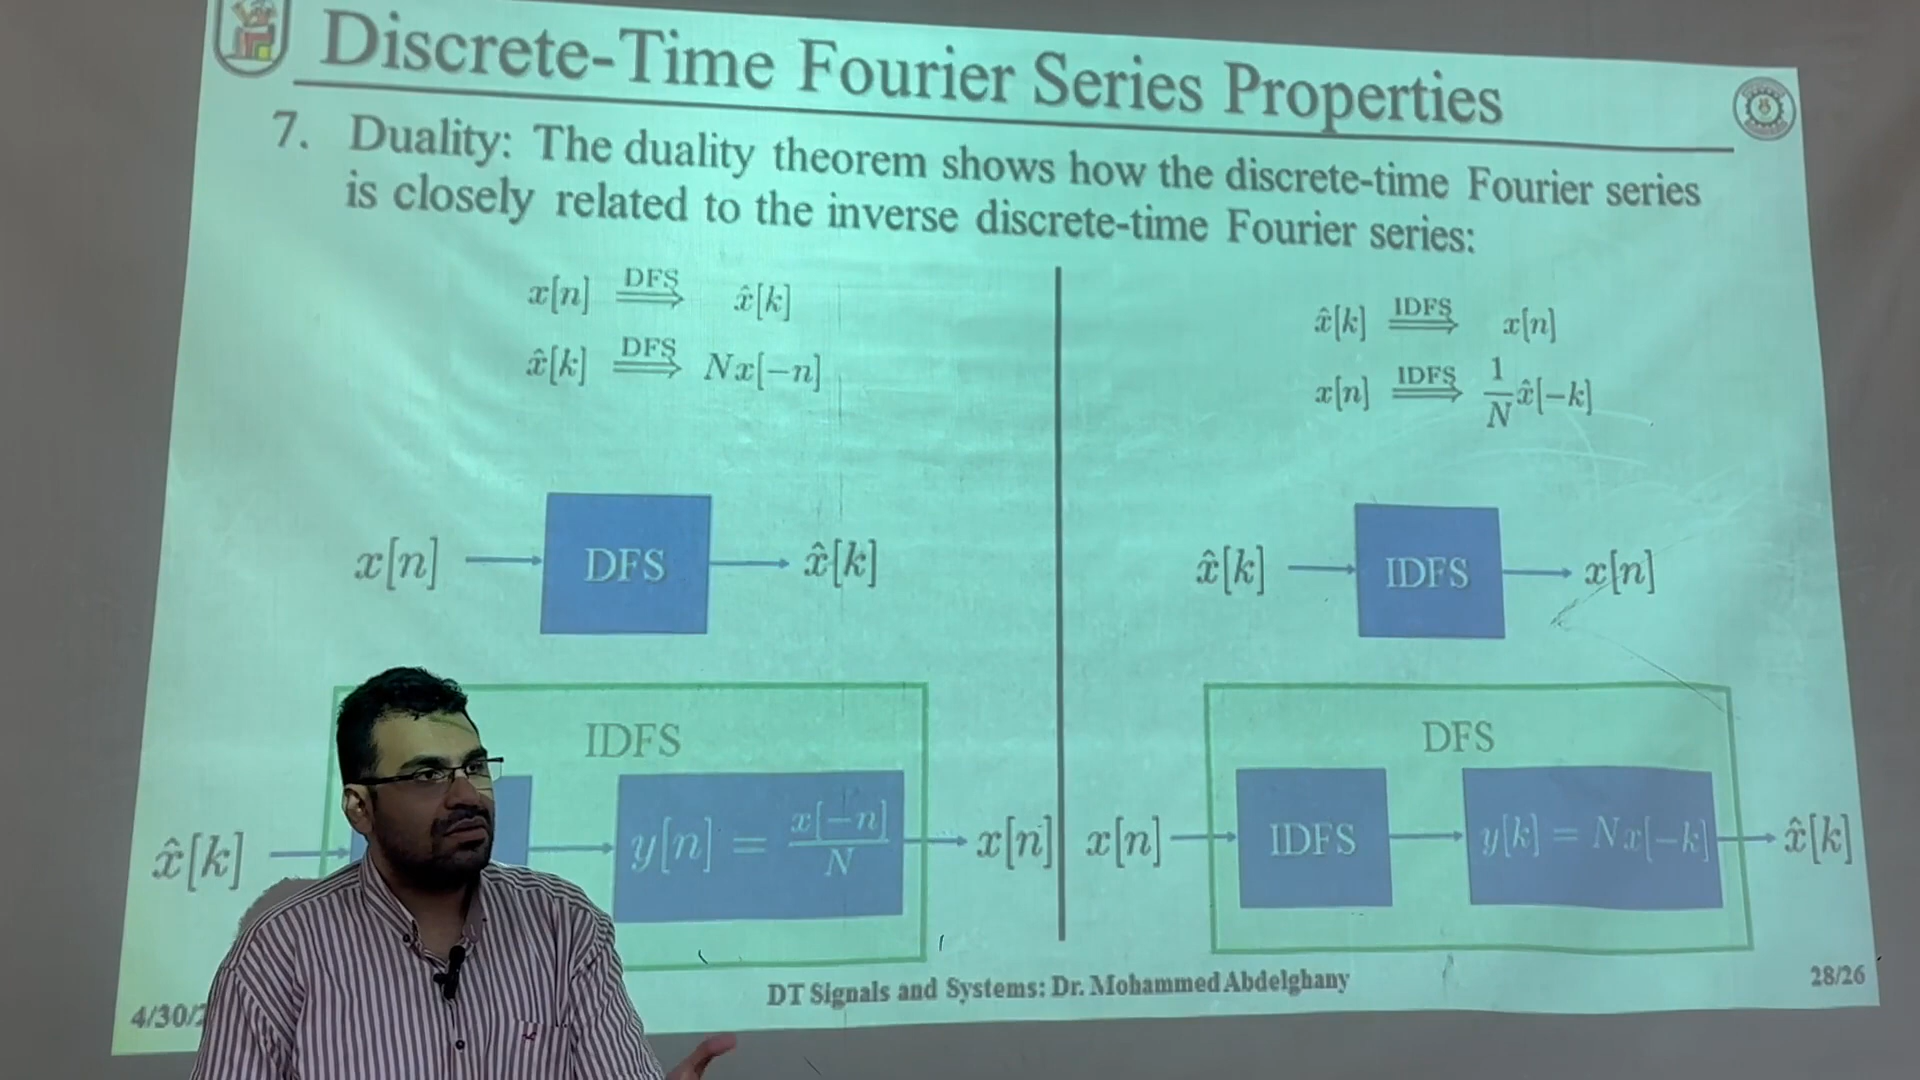 Discrete-Time Fourier Series Properties
7. Duality: The duality theorem shows how the discrete-time Fourier series
is closely related to the inverse discrete-time Fourier series:
x[n] DFS ⟹ x̂[k]
x̂[k] DFS ⟹ Nx[−n]
x̂[k] IDFS ⟹ x[n]
x[n] IDFS ⟹ 1/N x̂[−k]
x[n] DFS x̂[k]
x̂[k] IDFS x[n]
IDFS
x̂[k] y[n] = x[−n]/N x[n]
DFS
x[n] IDFS y[k] = Nx[−k] x̂[k]
4/30/
DT Signals and Systems: Dr. Mohammed Abdelghany
28/26